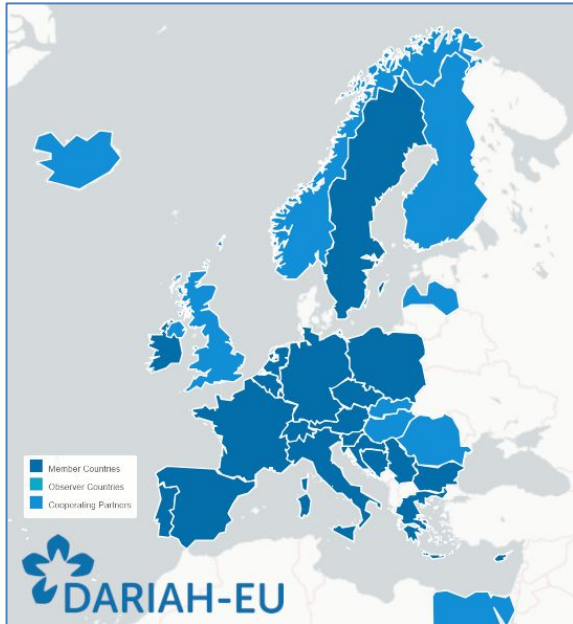 Member Countries
Observer Countries
Cooperating Partners
DARIAH-EU